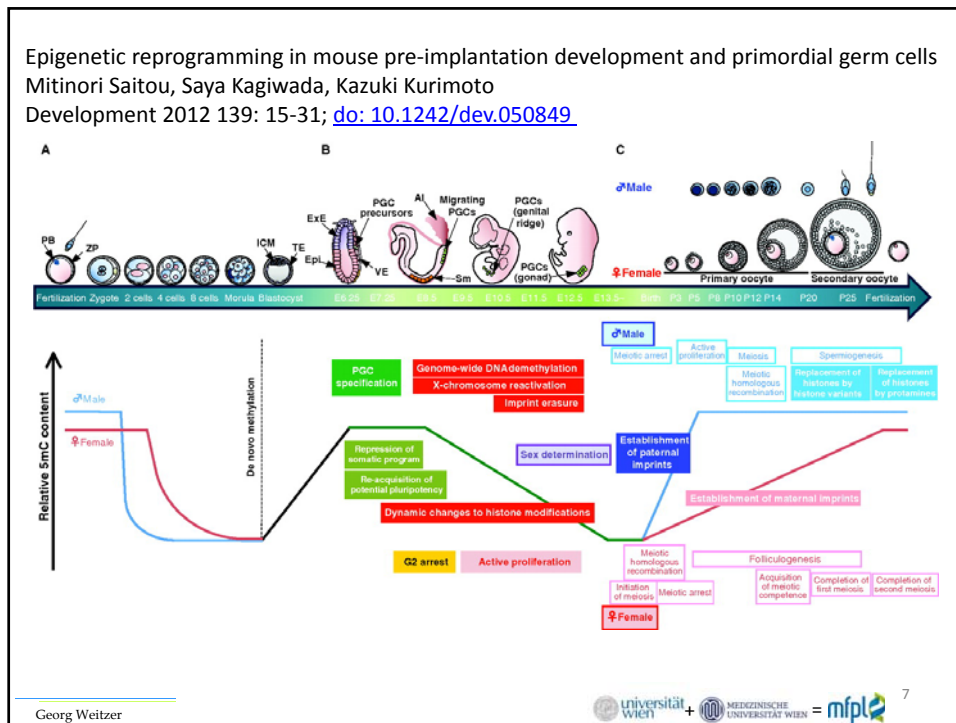 Epigenetic reprogramming in mouse pre-implantation development and primordial germ cells
Mitinori Saitou, Saya Kagiwada, Kazuki Kurimoto
Development 2012 139: 15-31; do: 10.1242/dev.050849
A
B
C
PB
ZP
ICM
TE
ExE
Epi
PGC
precursors
VE
AI
Migrating
PGCs
Sm
PGCs
(genital
ridge)
PGCs
(gonad)
♂Male
♀Female
Primary oocyte
Secondary oocyte
Fertilization Zygote 2 cells 4 cells 8 cells Morula Blastocyst E6.25 E7.25 E8.5 E9.5 E10.5 E11.5 E12.5 E13.5~ Birth P3 P5 P8 P10 P12 P14 P20 P25 Fertilization
Relative 5mC content
♂Male
♀Female
De novo methylation
PGC
specification
Genome-wide DNA demethylation
X-chromosome reactivation
Imprint erasure
Repression of
somatic program
Re-acquisition of
potential pluripotency
Dynamic changes to histone modifications
G2 arrest
Active proliferation
Sex determination
♂Male
Meiotic arrest
Active
proliferation
Meiosis
Meiotic
homologous
recombination
Spermiogenesis
Replacement of
histones by
histone variants
Replacement
of histones
by protamines
Establishment
of paternal
imprints
Establishment of maternal imprints
Meiotic
homologous
recombination
Initiation
of meiosis
Meiotic arrest
♀Female
Folliculogenesis
Acquisition
of meiotic
competence
Completion of
first meiosis
Completion of
second meiosis
Georg Weitzer
universität
wien
+
MEDIZINISCHE
UNIVERSITÄT WIEN
= mfpl
7